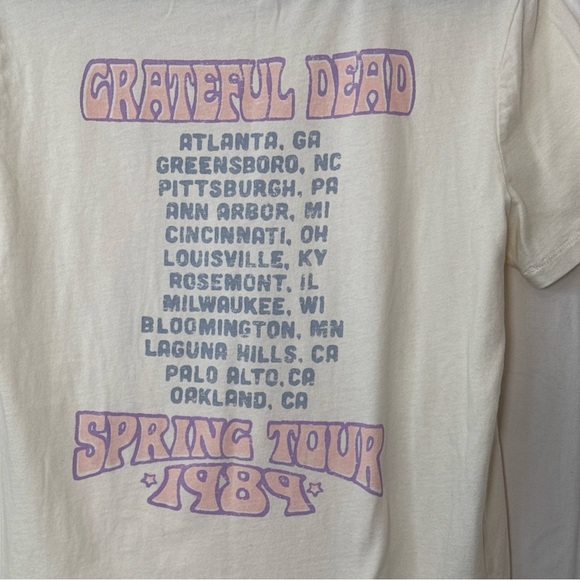 GRATEFUL DEAD
ATLANTA, GA
GREENSBORO, NC
PITTSBURGH, PA
ANN ARBOR, MI
CINCINNATI, OH
LOUISVILLE, KY
ROSEMONT, IL
MILWAUKEE, WI
BLOOMINGTON, MN
LAGUNA HILLS, CA
PALO ALTO, CA
OAKLAND, CA
SPRING TOUR
1989